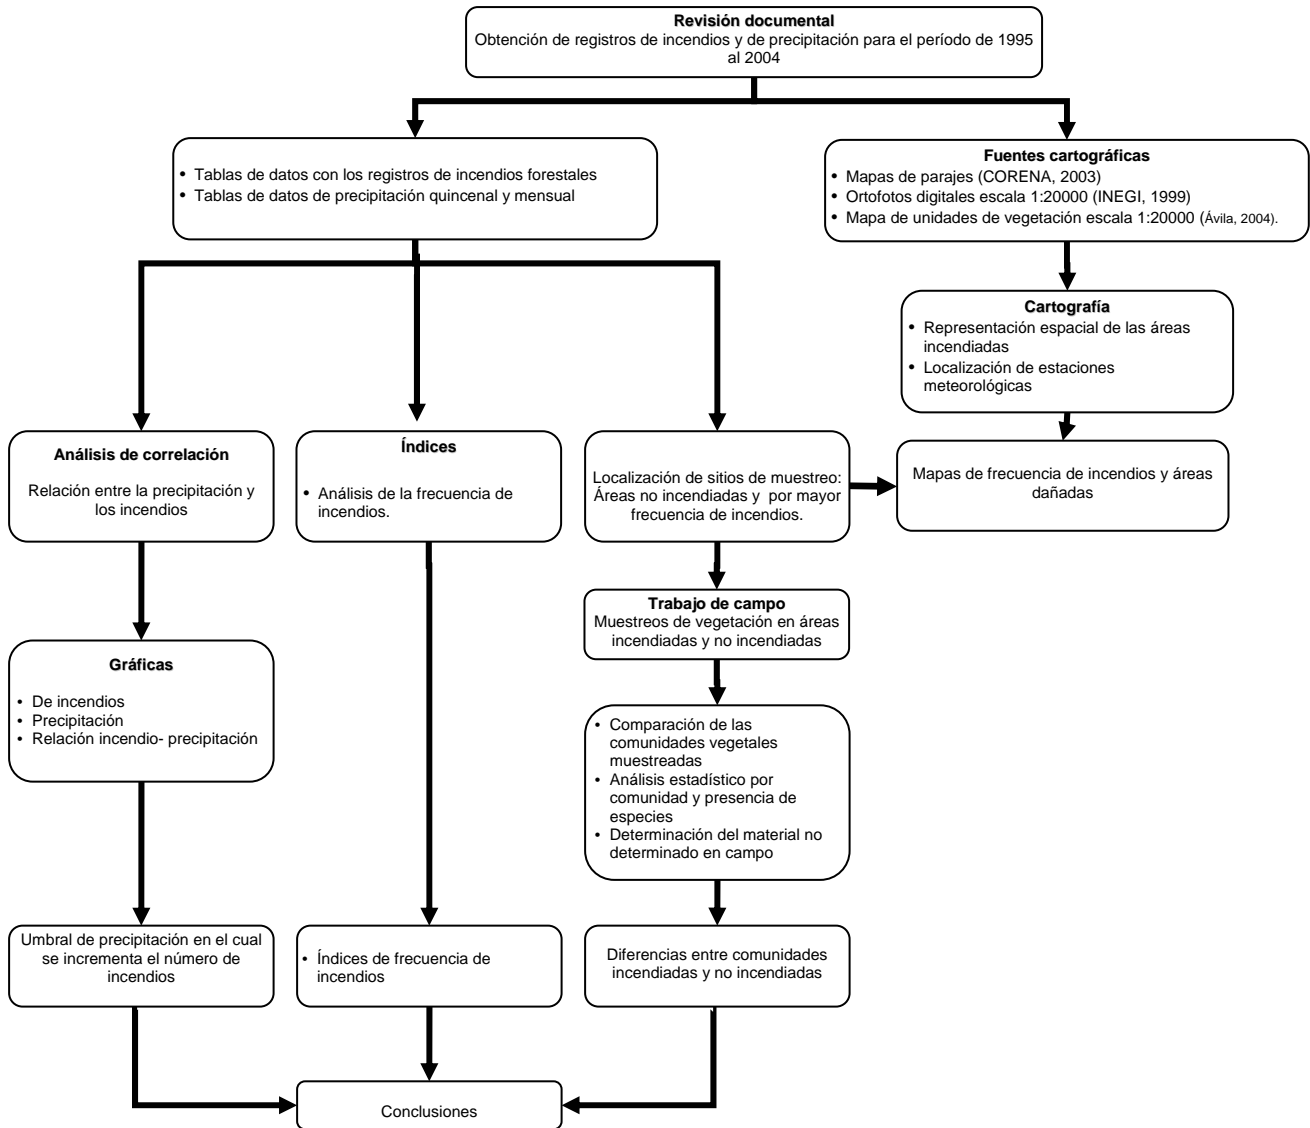 Revisión documental
Obtención de registros de incendios y de precipitación para el período de 1995
al 2004
• Tablas de datos con los registros de incendios forestales
• Tablas de datos de precipitación quincenal y mensual
Fuentes cartográficas
• Mapas de parajes (CORENA, 2003)
• Ortofotos digitales escala 1:20000 (INEGI, 1999)
• Mapa de unidades de vegetación escala 1:20000 (Ávila, 2004).
Cartografía
• Representación espacial de las áreas
incendiadas
• Localización de estaciones
meteorológicas
Análisis de correlación
Relación entre la precipitación y
los incendios
Índices
• Análisis de la frecuencia de
incendios.
Localización de sitios de muestreo:
Áreas no incendiadas y por mayor
frecuencia de incendios.
Mapas de frecuencia de incendios y áreas
dañadas
Trabajo de campo
Muestreos de vegetación en áreas
incendiadas y no incendiadas
Gráficas
• De incendios
• Precipitación
• Relación incendio- precipitación
• Comparación de las
comunidades vegetales
muestreadas
• Análisis estadístico por
comunidad y presencia de
especies
• Determinación del material no
determinado en campo
Umbral de precipitación en el cual
se incrementa el número de
incendios
• Índices de frecuencia de
incendios
Diferencias entre comunidades
incendiadas y no incendiadas
Conclusiones